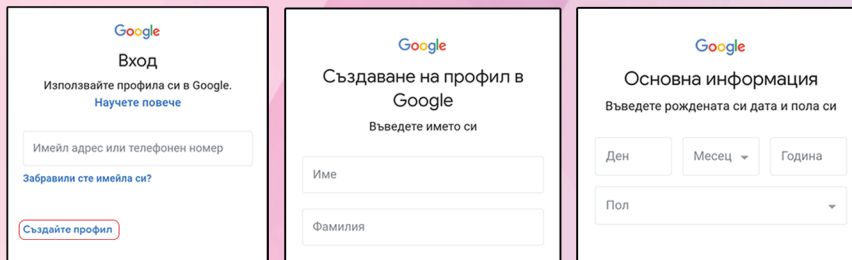 Google
Вход
Използвайте профила си в Google.
Научете повече
Имейл адрес или телефонен номер
Забравили сте имейла си?
Създайте профил
Google
Създаване на профил в
Google
Въведете името си
Име
Фамилия
Google
Основна информация
Въведете рождената си дата и пола си
Ден Месец Година
Пол